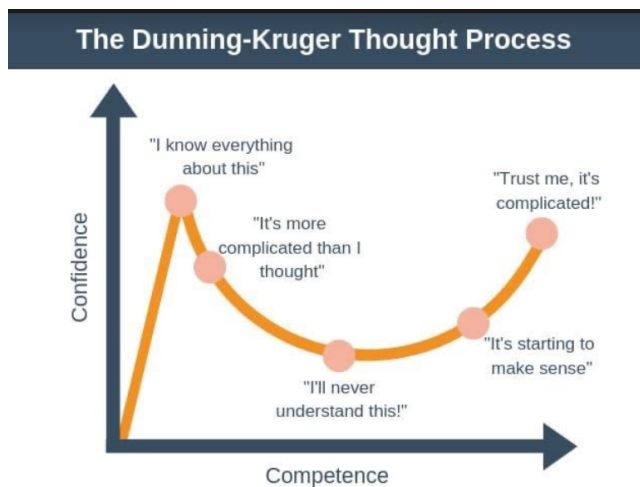 The Dunning-Kruger Thought Process
"I know everything
about this"
"It's more
complicated than I
thought"
"I'll never
understand this!"
"It's starting to
make sense"
"Trust me, it's
complicated!"
Confidence
Competence